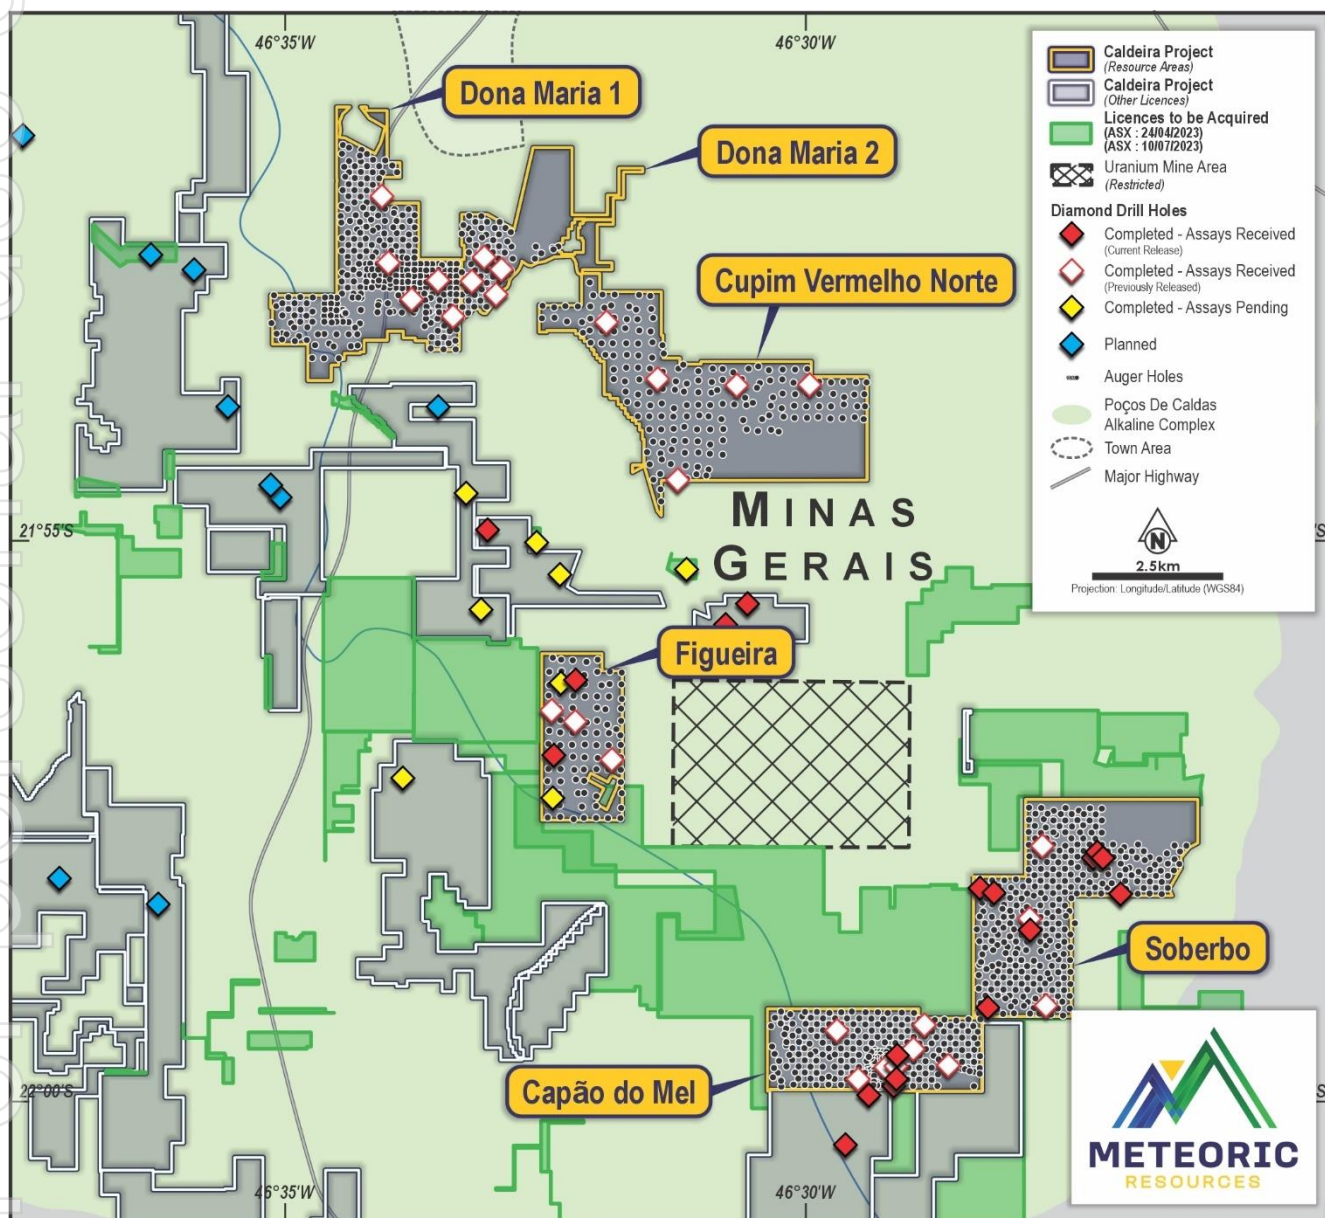 46°35'W
46°30'W
Dona Maria 1
Dona Maria 2
Cupim Vermelho Norte
Caldeira Project
(Resource Areas)
Caldeira Project
(Other Licences)
Licences to be Acquired
(ASX : 24/04/2023)
(ASX : 10/07/2023)
Uranium Mine Area
(Restricted)
Diamond Drill Holes
Completed - Assays Received
(Current Release)
Completed - Assays Received
(Previously Released)
Completed - Assays Pending
Planned
Auger Holes
Poços De Caldas
Alkaline Complex
Town Area
Major Highway
N
2.5km
Projection: Longitude/Latitude (WGS84)
21°55'S
MINAS
GERAIS
Figueira
Soberbo
Capão do Mel
22°00'S
46°35'W
46°30'W
METEORIC
RESOURCES